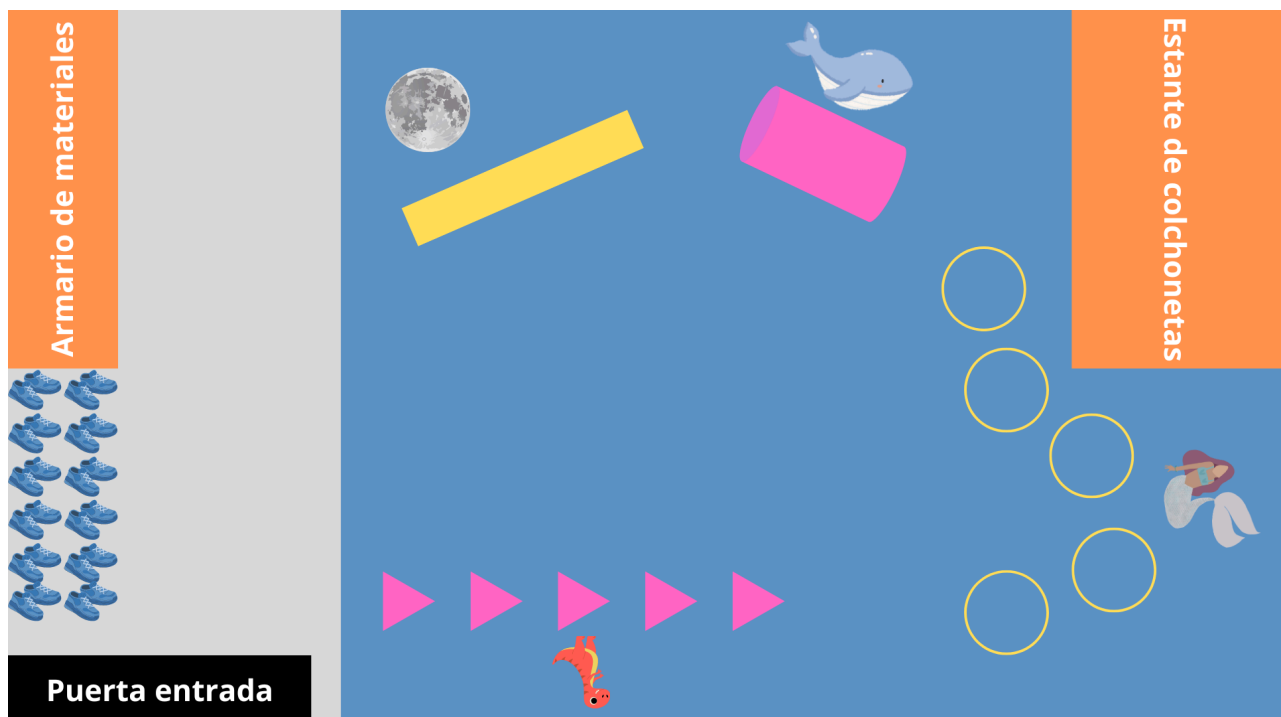 Armario de materiales
Estante de colchonetas
Puerta entrada